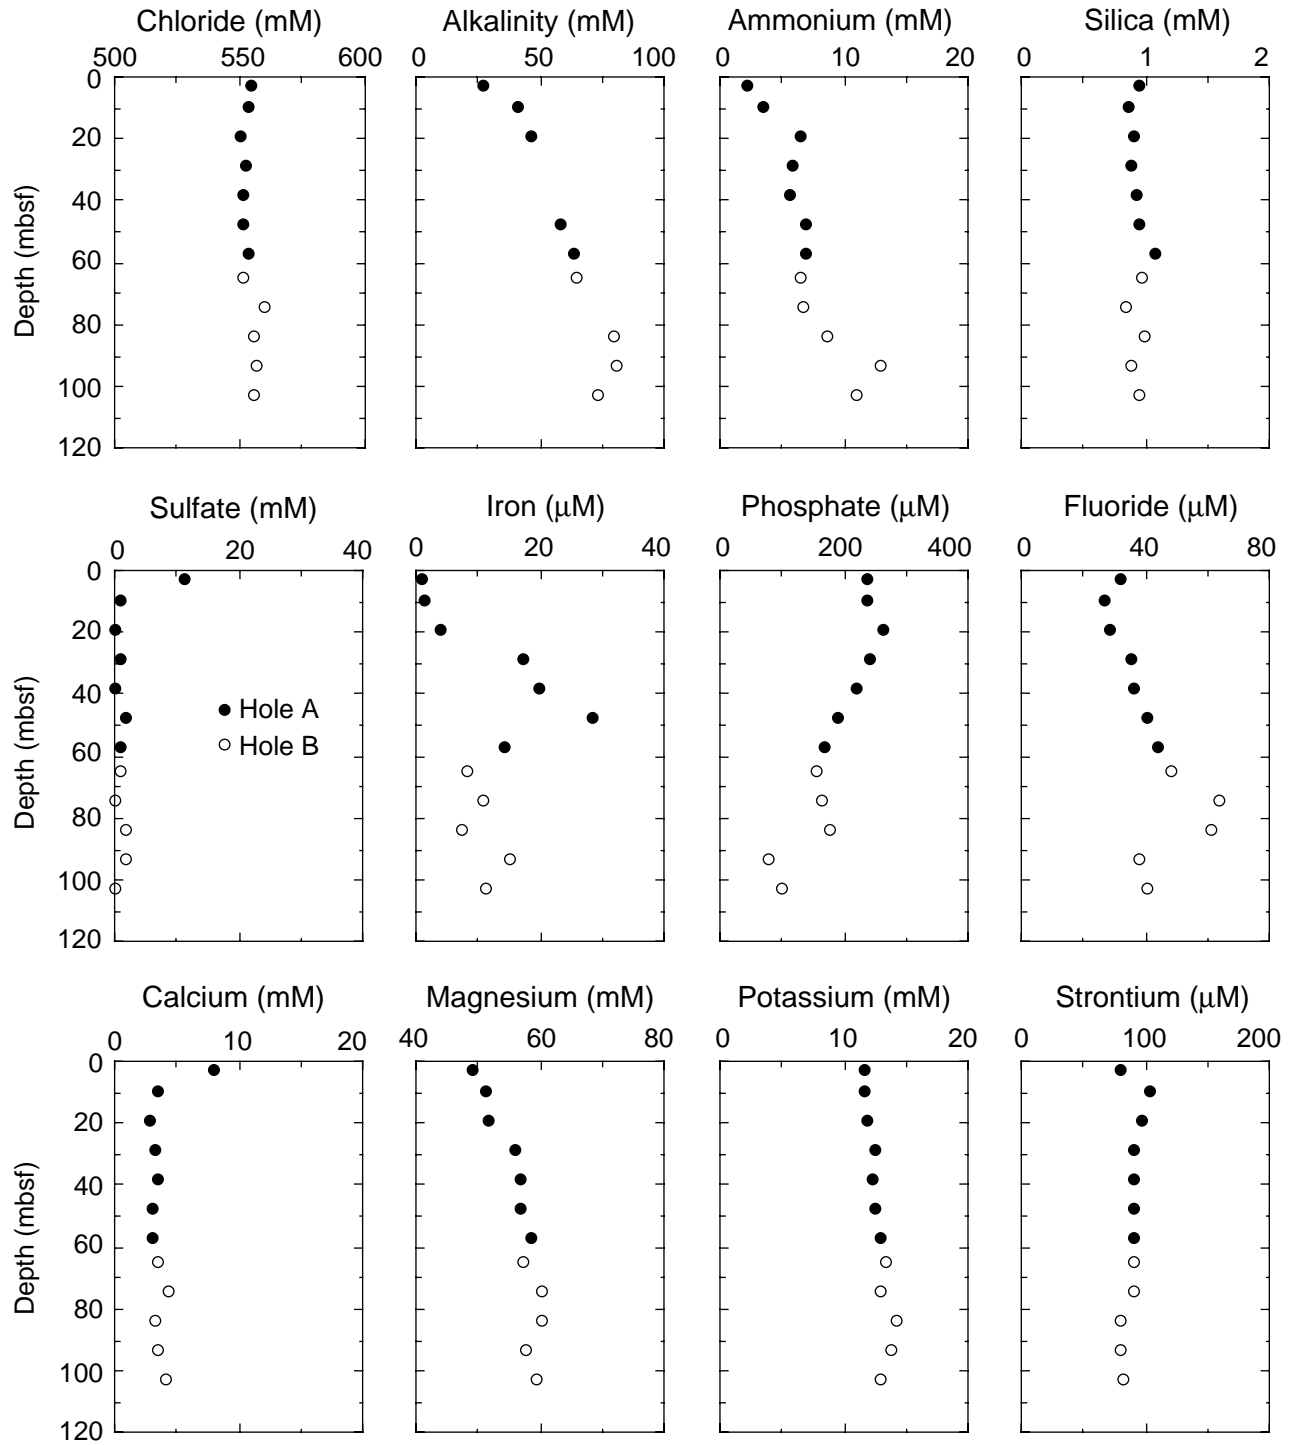 Chloride (mM) Alkalinity (mM) Ammonium (mM) Silica (mM)
500 550 600 0 50 100 0 10 20 0 1 2
0
20
40
60
80
100
120
Depth (mbsf)
Sulfate (mM) Iron (μM) Phosphate (μM) Fluoride (μM)
0 20 40 0 20 40 0 200 400 0 40 80
0
20
40
60
80
100
120
Depth (mbsf)
Hole A
Hole B
Calcium (mM) Magnesium (mM) Potassium (mM) Strontium (μM)
0 10 20 40 60 80 0 10 20 0 100 200
0
20
40
60
80
100
120
Depth (mbsf)